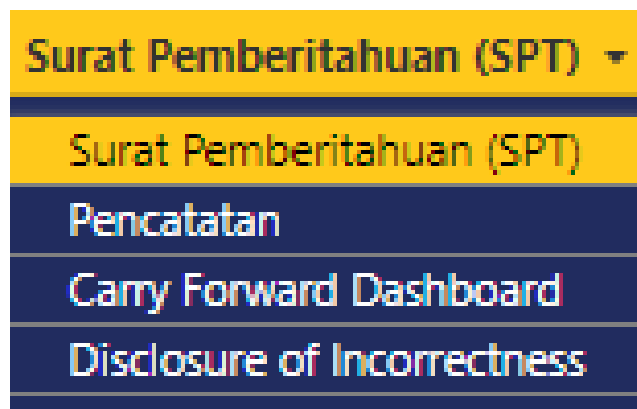 Surat Pemberitahuan (SPT)
Surat Pemberitahuan (SPT)
Pencatatan
Carry Forward Dashboard
Disclosure of Incorrectness